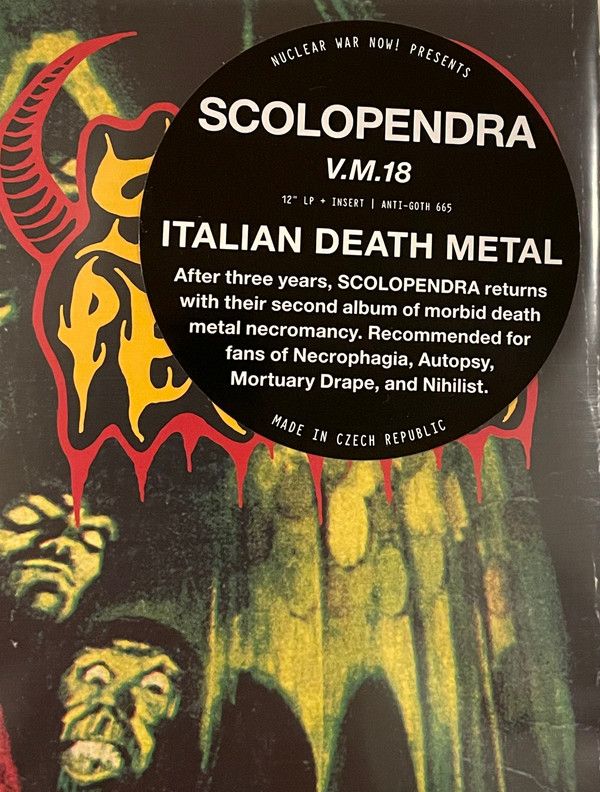 NUCLEAR WAR NOW! PRESENTS
SCOLOPENDRA
V.M.18
12" LP + INSERT | ANTI-GOTH 665
ITALIAN DEATH METAL
After three years, SCOLOPENDRA returns
with their second album of morbid death
metal necromancy. Recommended for
fans of Necrophagia, Autopsy,
Mortuary Drape, and Nihilist.
MADE IN CZECH REPUBLIC